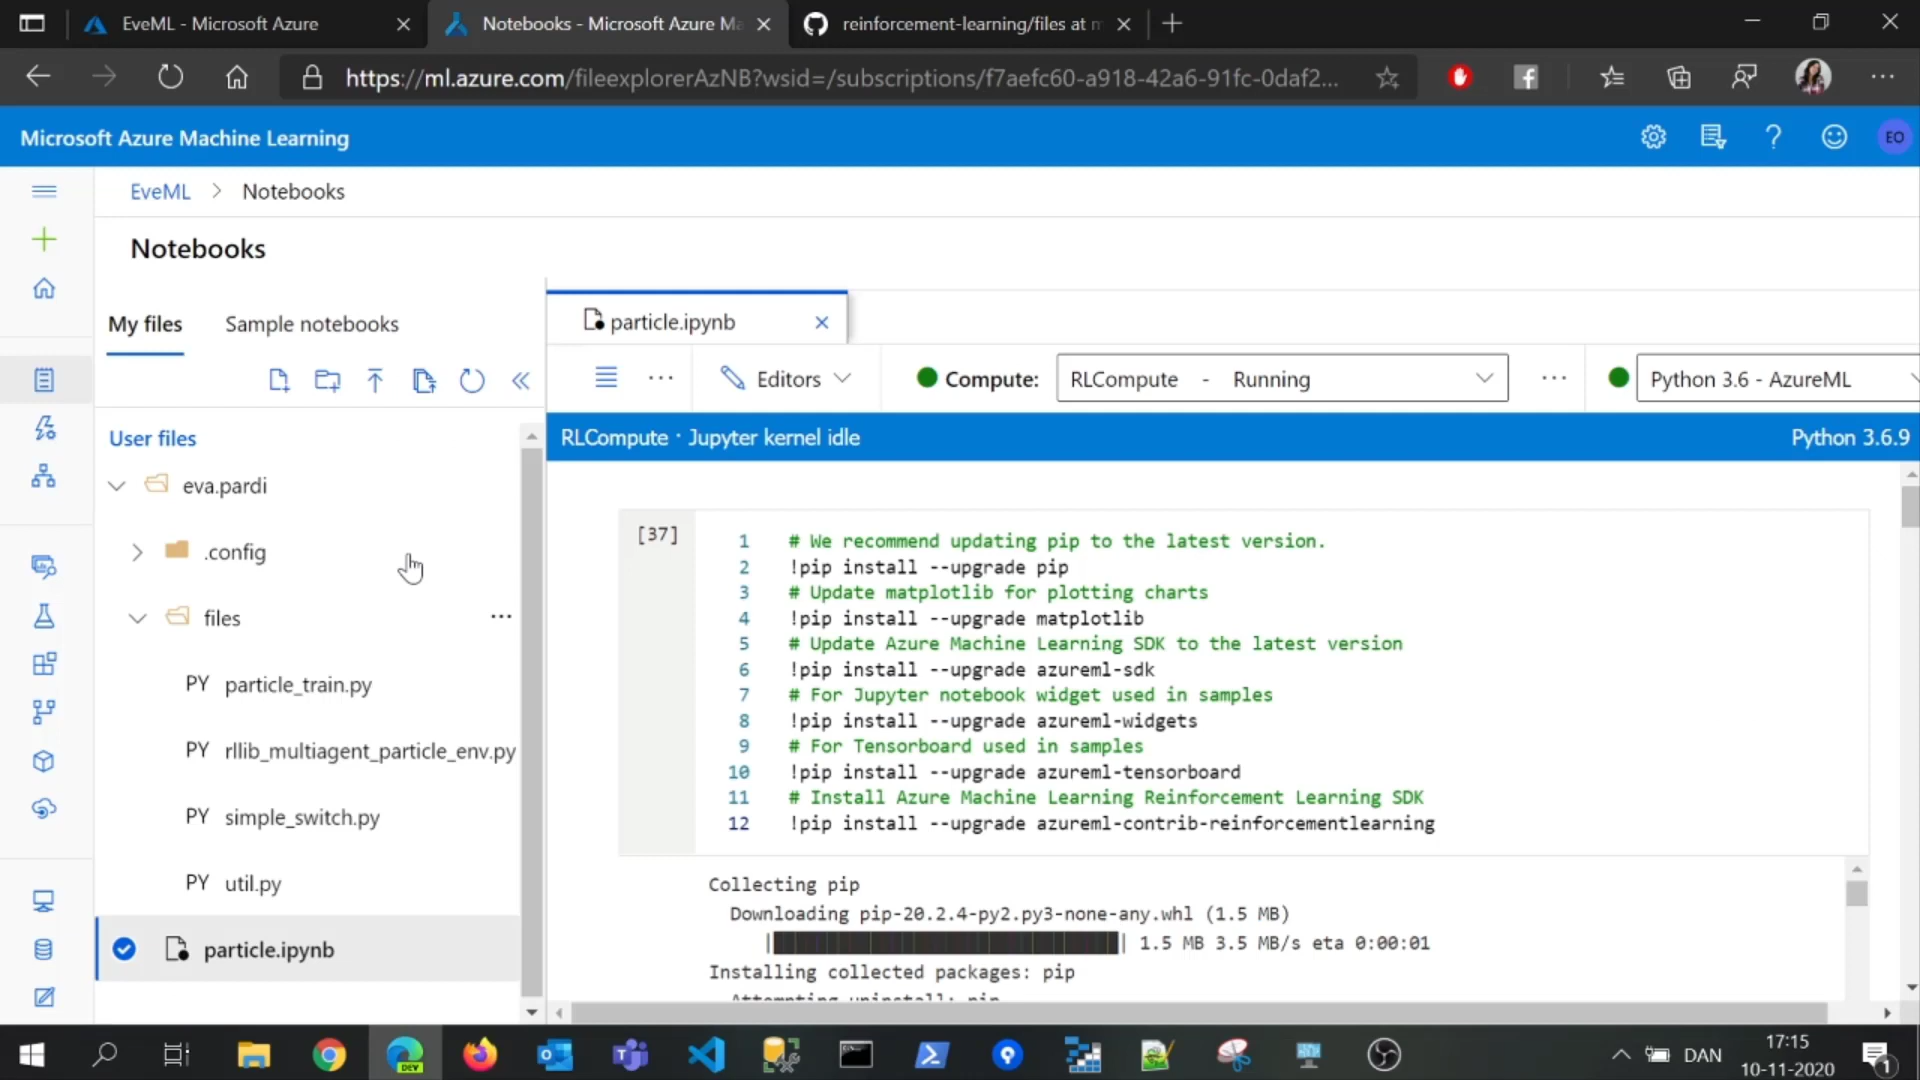 EveML - Microsoft Azure
Notebooks - Microsoft Azure Ma
reinforcement-learning/files at m
https://ml.azure.com/fileexplorerAzNB?wsid=/subscriptions/f7aefc60-a918-42a6-91fc-0daf2...
Microsoft Azure Machine Learning
EO
EveML > Notebooks
Notebooks
My files
Sample notebooks
particle.ipynb
Editors
Compute:
RLCompute - Running
Python 3.6 - AzureML
User files
RLCompute · Jupyter kernel idle
Python 3.6.9
eva.pardi
.config
files
PY particle_train.py
PY rllib_multiagent_particle_env.py
PY simple_switch.py
PY util.py
particle.ipynb
[37]
1 # We recommend updating pip to the latest version.
2 !pip install --upgrade pip
3 # Update matplotlib for plotting charts
4 !pip install --upgrade matplotlib
5 # Update Azure Machine Learning SDK to the latest version
6 !pip install --upgrade azureml-sdk
7 # For Jupyter notebook widget used in samples
8 !pip install --upgrade azureml-widgets
9 # For Tensorboard used in samples
10 !pip install --upgrade azureml-tensorboard
11 # Install Azure Machine Learning Reinforcement Learning SDK
12 !pip install --upgrade azureml-contrib-reinforcementlearning
Collecting pip
Downloading pip-20.2.4-py2.py3-none-any.whl (1.5 MB)
1.5 MB 3.5 MB/s eta 0:00:01
Installing collected packages: pip
Attempting uninstall: pip
DEV
DAN
17:15
10-11-2020
1